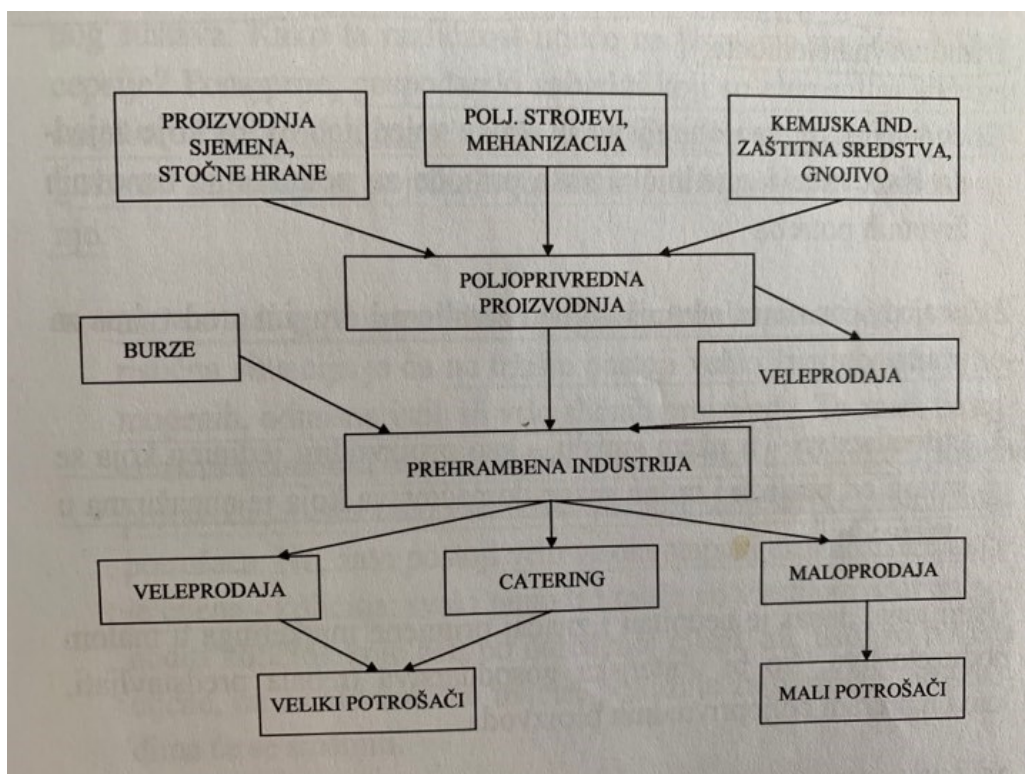 PROIZVODNJA
SJEMENA,
STOČNE HRANE
POLJ. STROJEVI,
MEHANIZACIJA
KEMIJSKA IND,
ZAŠTITNA SREDSTVA,
GNOJIVO
POLJOPRIVREDNA
PROIZVODNJA
BURZE
VELEPRODAJA
PREHRAMBENA INDUSTRIJA
VELEPRODAJA
CATERING
MALOPRODAJA
VELIKI POTROŠAČI
MALI POTROŠAČI